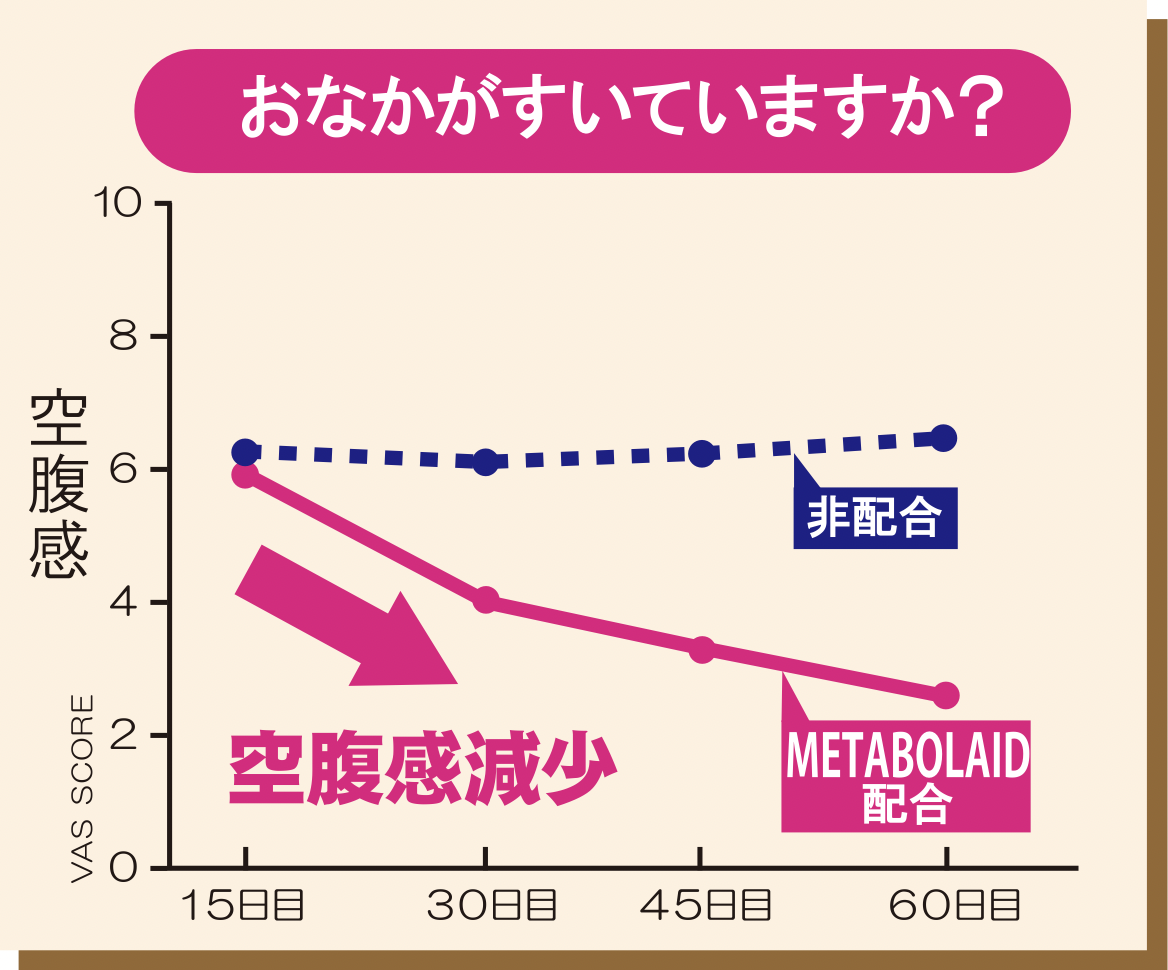 おなかがすいていますか?
10
8
6
4
2
0
空腹感
VAS SCORE
非配合
空腹感減少
METABOLAID
配合
15日目
30日目
45日目
60日目